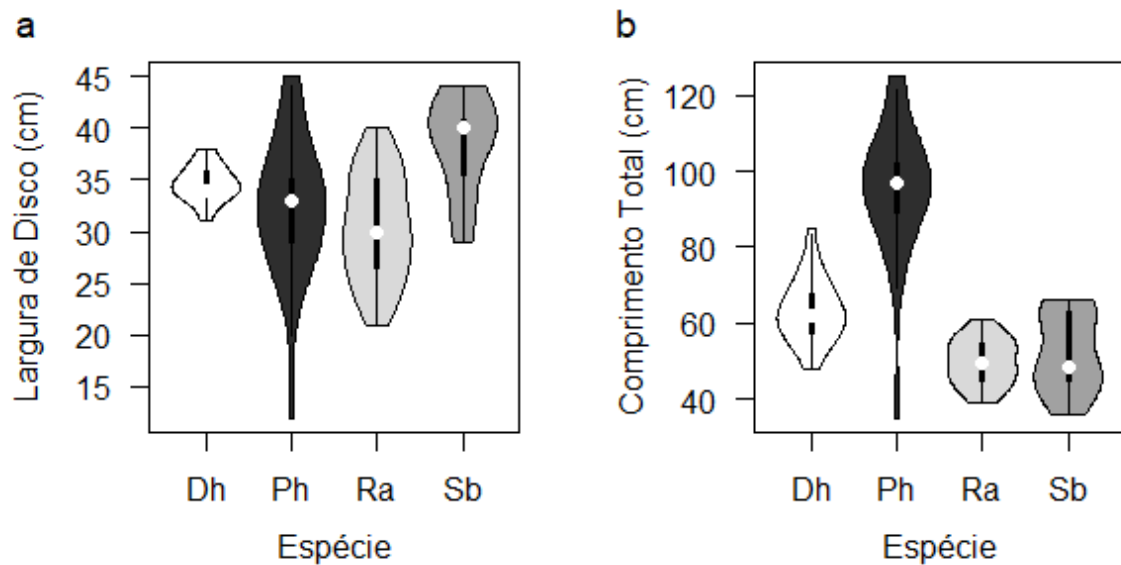 a
Largura de Disco (cm)
45
40
35
30
25
20
15
Dh Ph Ra Sb
Espécie
b
Comprimento Total (cm)
120
100
80
60
40
Dh Ph Ra Sb
Espécie